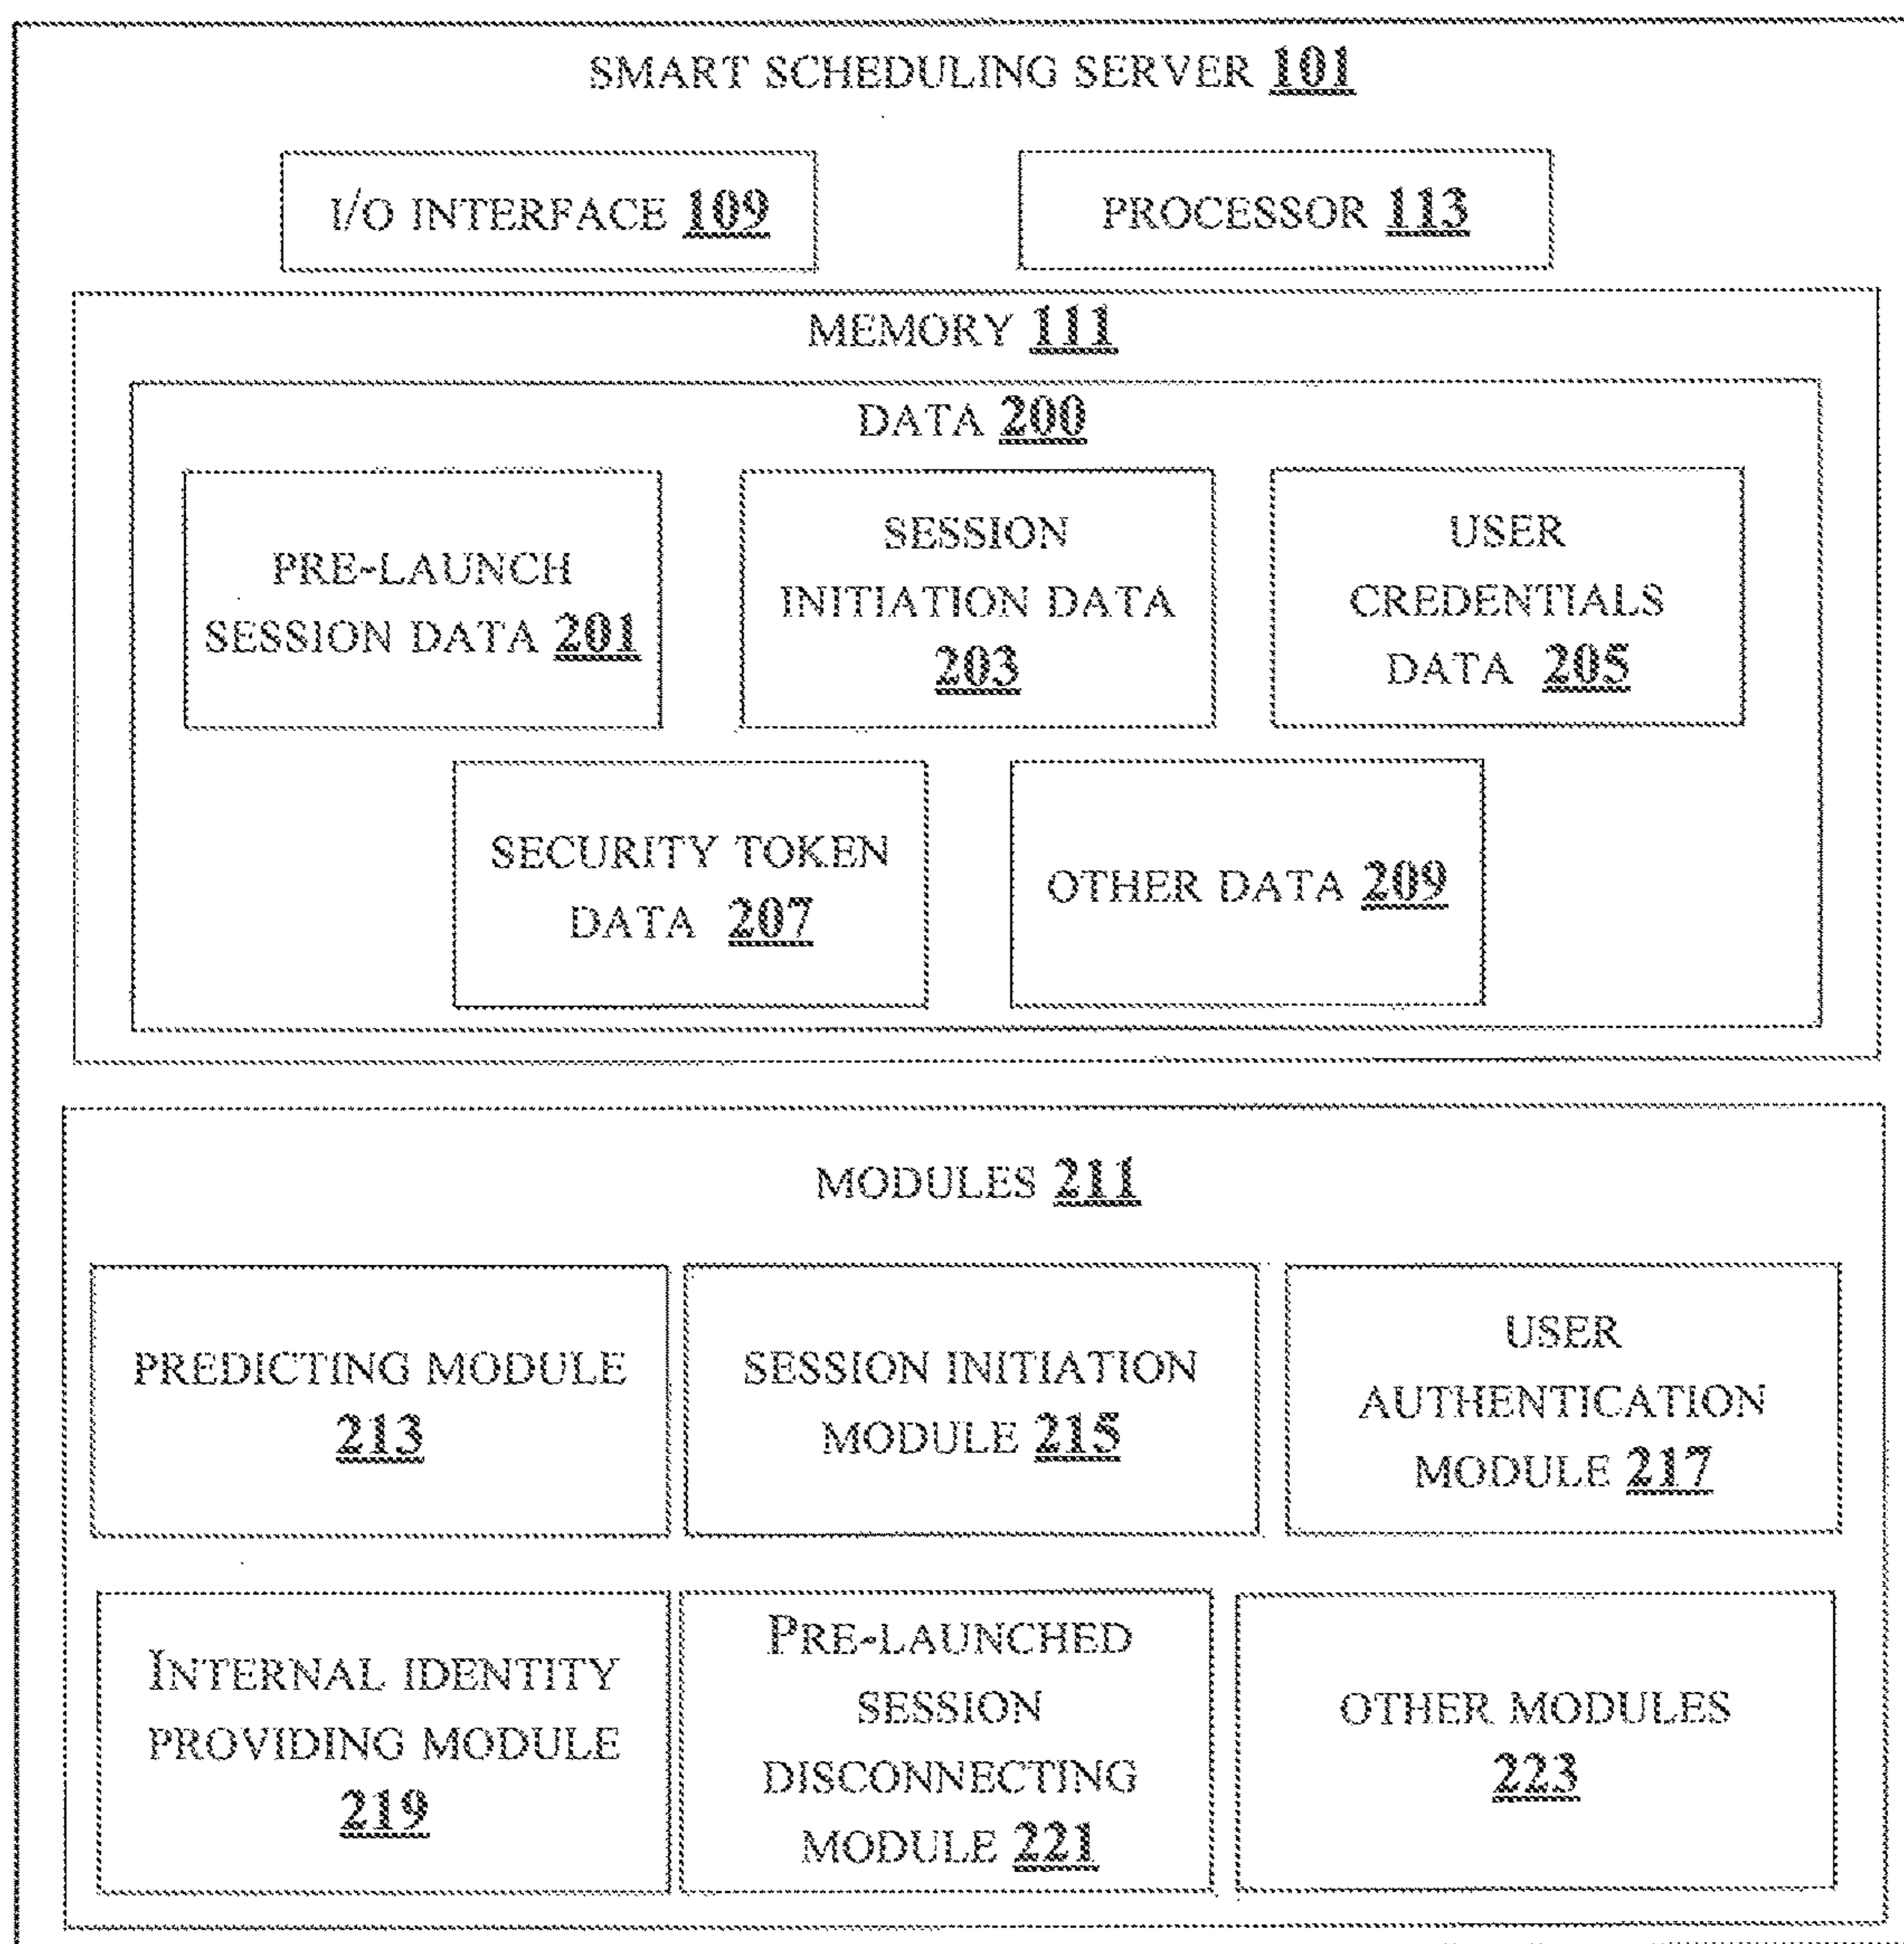 SMART SCHEDULING SERVER 101
I/O INTERFACE 109
PROCESSOR 113
MEMORY 111
DATA 200
PRE-LAUNCH
SESSION DATA 201
SESSION
INITIATION DATA
203
USER
CREDENTIALS
DATA 205
SECURITY TOKEN
DATA 207
OTHER DATA 209
MODULES 211
PREDICTING MODULE
213
SESSION INITIATION
MODULE 215
USER
AUTHENTICATION
MODULE 217
INTERNAL IDENTITY
PROVIDING MODULE
219
PRE-LAUNCHED
SESSION
DISCONNECTING
MODULE 221
OTHER MODULES
223